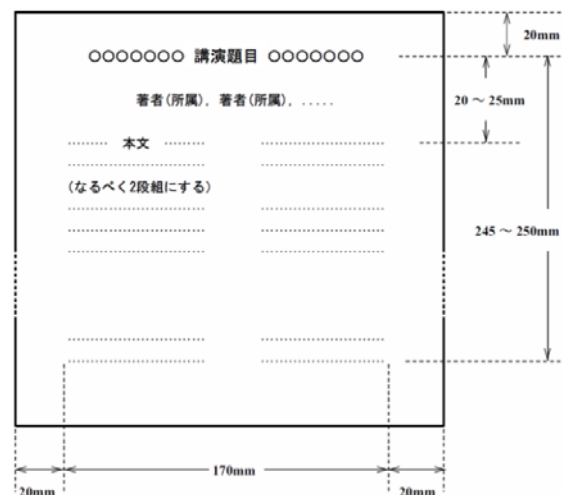 20mm
○○○○○○○ 講演題目 ○○○○○○○
著者(所属), 著者(所属), .....
20 ～ 25mm
........ 本文 ........
(なるべく2段組にする)
245 ～ 250mm
170mm
20mm
20mm